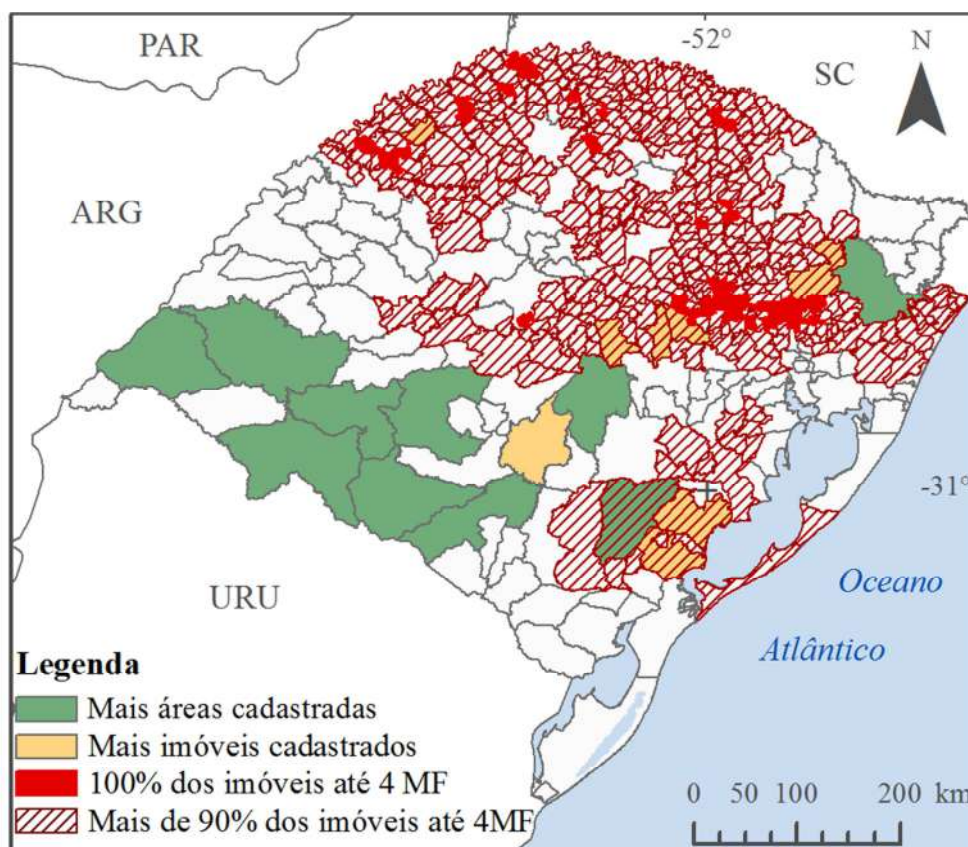 PAR
-52°
N
SC
ARG
-31°
URU
Oceano
Atlântico
Legenda
Mais áreas cadastradas
Mais imóveis cadastrados
100% dos imóveis até 4 MF
Mais de 90% dos imóveis até 4MF
0 50 100 200 km